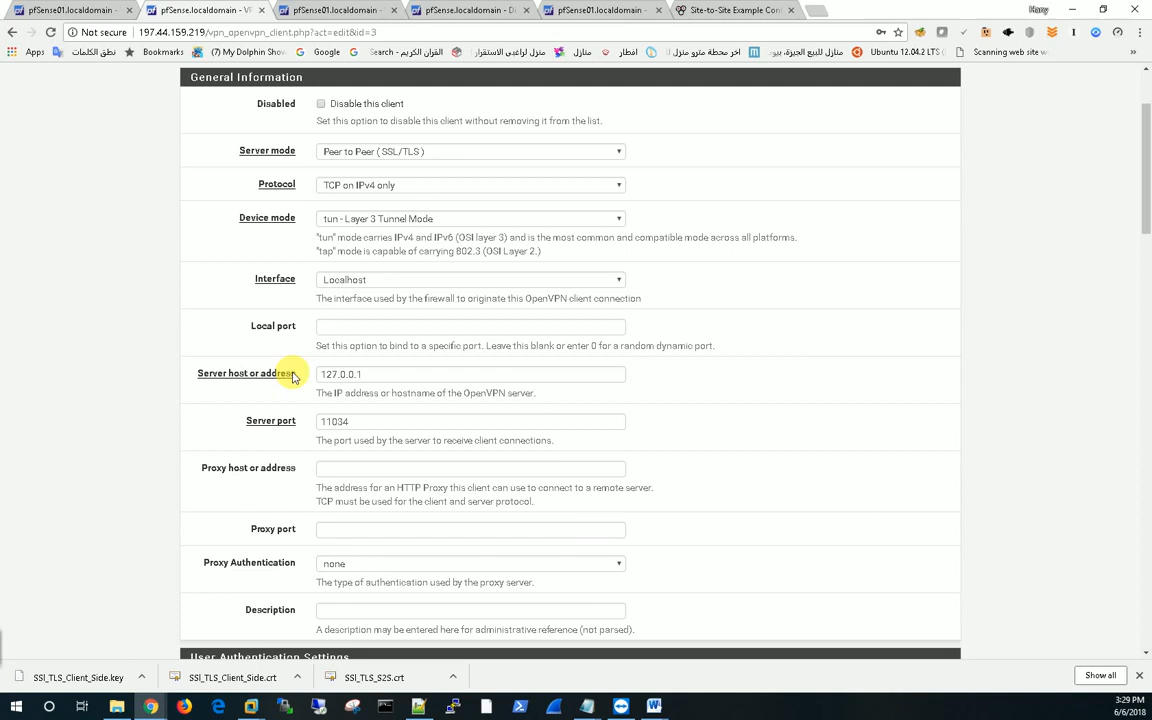 pfSense.localdomain -
pfSense.localdomain - VP
pfSense01.localdomain -
pfSense.localdomain - D
pfSense01.localdomain -
Site-to-Site Example Con
Hany
Not secure
197.44.159.219/vpn_openvpn_client.php?act=edit&id=3
Apps
نطق الكلمات
Bookmarks
(7) My Dolphin Show
Google
Search - القران الكريم
منزل لراغبى الاستقرار
منازل
افطار
اخر محطة مترو منزل
منازل للبيع الجيزة، بيو
Ubuntu 12.04.2 LTS (
Scanning web site
»
General Information
Disabled
Disable this client
Set this option to disable this client without removing it from the list.
Server mode
Peer to Peer ( SSL/TLS )
Protocol
TCP on IPv4 only
Device mode
tun - Layer 3 Tunnel Mode
"tun" mode carries IPv4 and IPv6 (OSI layer 3) and is the most common and compatible mode across all platforms.
"tap" mode is capable of carrying 802.3 (OSI Layer 2.)
Interface
Localhost
The interface used by the firewall to originate this OpenVPN client connection
Local port
Set this option to bind to a specific port. Leave this blank or enter 0 for a random dynamic port.
Server host or address
127.0.0.1
The IP address or hostname of the OpenVPN server.
Server port
11034
The port used by the server to receive client connections.
Proxy host or address
The address for an HTTP Proxy this client can use to connect to a remote server.
TCP must be used for the client and server protocol.
Proxy port
Proxy Authentication
none
The type of authentication used by the proxy server.
Description
A description may be entered here for administrative reference (not parsed).
User Authentication Settings
SSl_TLS_Client_Side.key
SSl_TLS_Client_Side.crt
SSl_TLS_S2S.crt
Show all
3:29 PM
6/6/2018